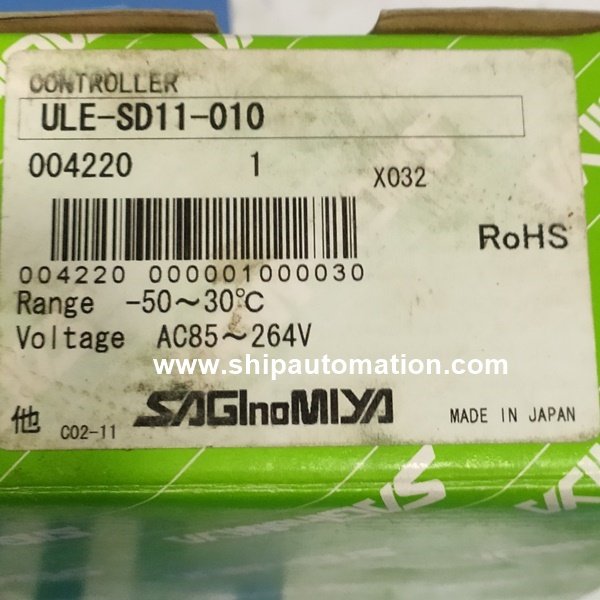 CONTROLLER
ULE-SD11-010
004220 1 X032
RoHS
004220 000001000030
Range -50～30℃
Voltage AC85～264V
www.shipautomation.com
他 C02-11 SAGInoMIYA MADE IN JAPAN